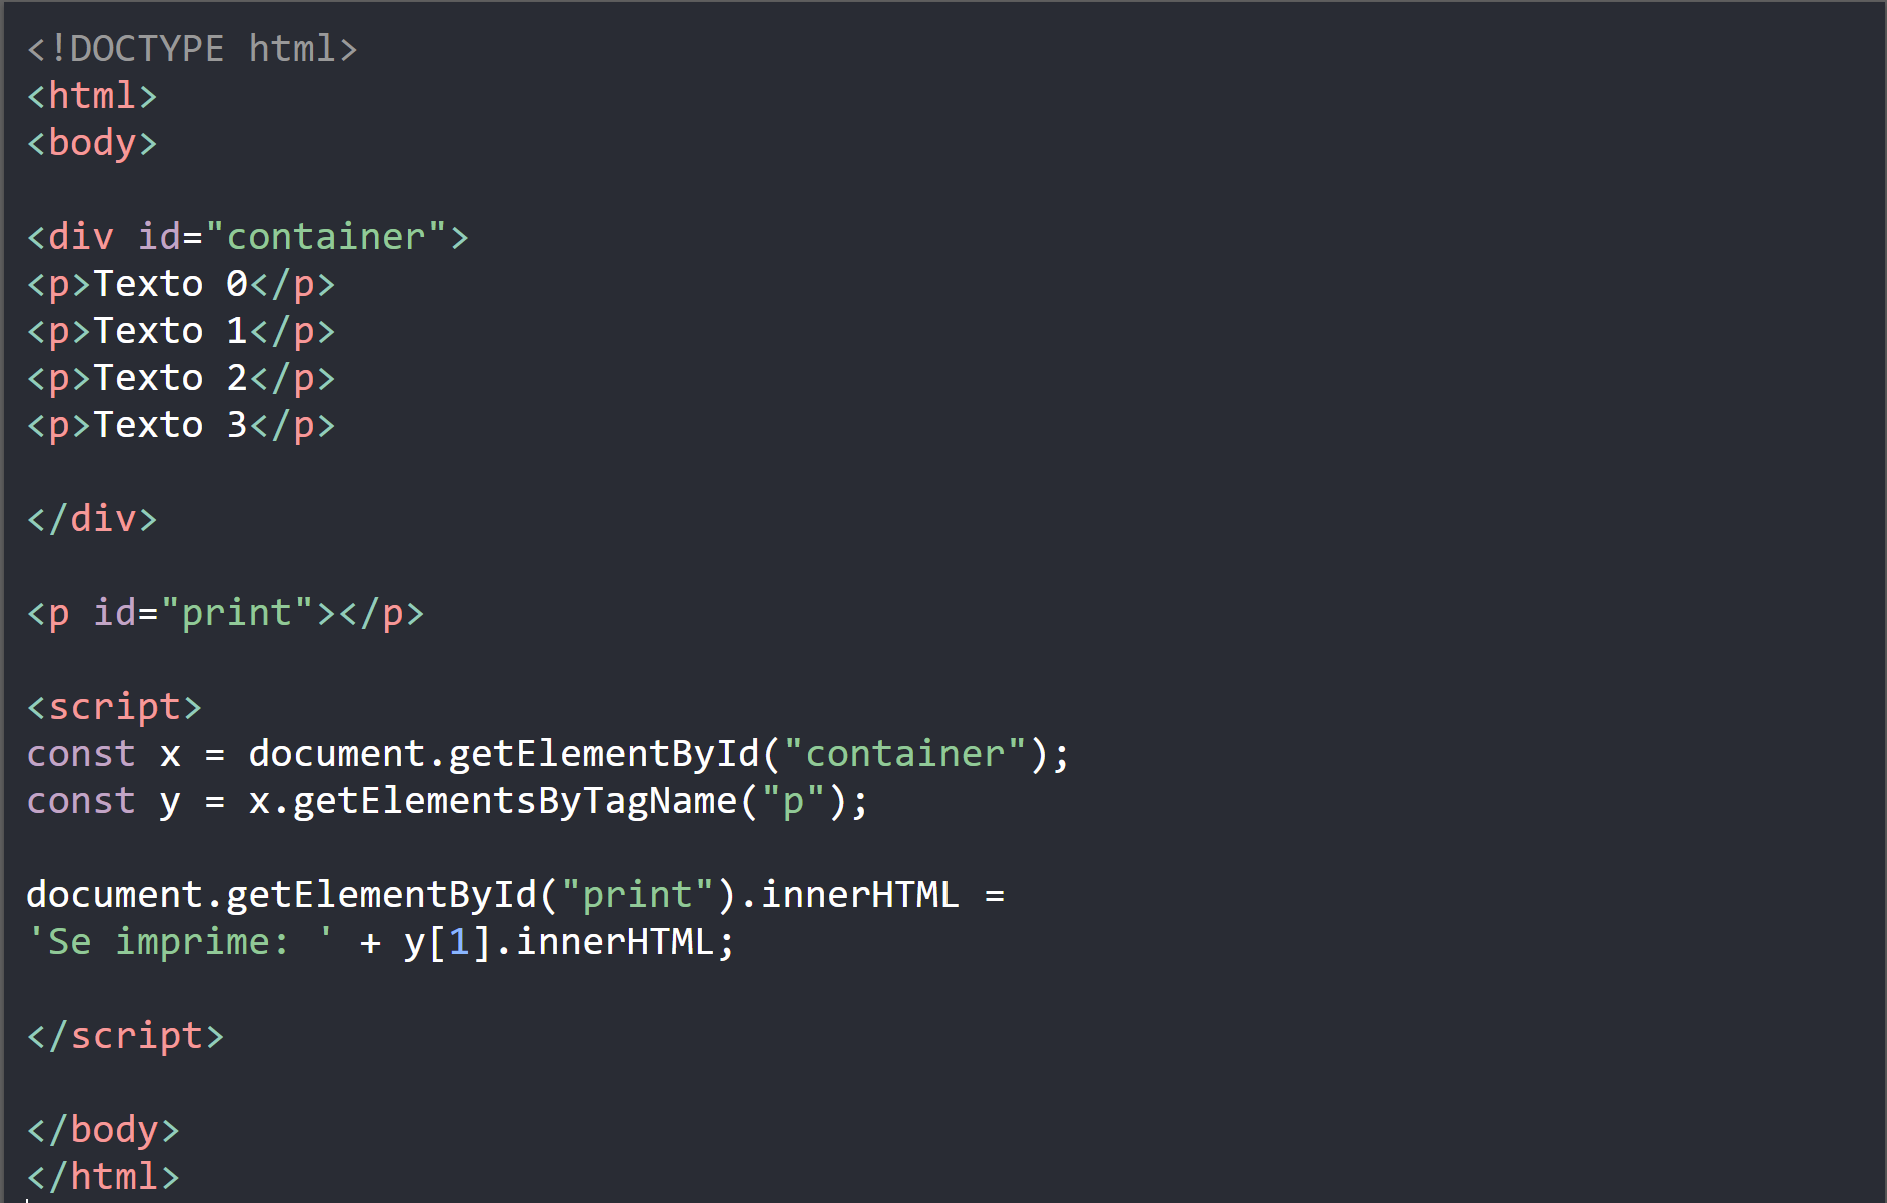 <!DOCTYPE html>
<html>
<body>
<div id="container">
<p>Texto 0</p>
<p>Texto 1</p>
<p>Texto 2</p>
<p>Texto 3</p>
</div>
<p id="print"></p>
<script>
const x = document.getElementById("container");
const y = x.getElementsByTagName("p");
document.getElementById("print").innerHTML =
'Se imprime: ' + y[1].innerHTML;
</script>
</body>
</html>